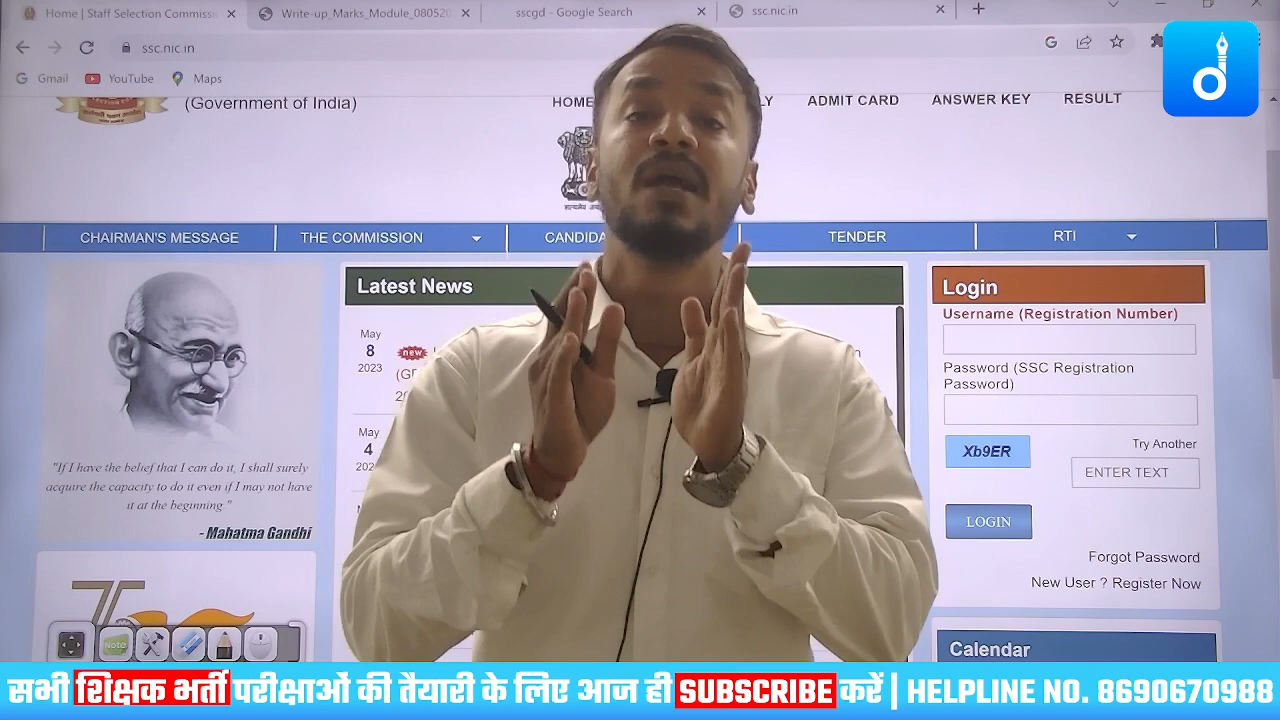 Home | Staff Selection Commissi
Write-up_Marks_Module_080520
sscgd - Google Search
ssc.nic.in
ssc.nic.in
Gmail
YouTube
Maps
(Government of India)
HOME
ADMIT CARD
ANSWER KEY
RESULT
CHAIRMAN'S MESSAGE
THE COMMISSION
CANDIDA
TENDER
RTI
Latest News
May
8
2023
new
May
4
Login
Username (Registration Number)
Password (SSC Registration
Password)
Xb9ER
Try Another
ENTER TEXT
LOGIN
Forgot Password
New User ? Register Now
Calendar
"If I have the belief that I can do it, I shall surely
acquire the capacity to do it even if I may not have
it at the beginning."
- Mahatma Gandhi
75
Note
सभी शिक्षक भर्ती परीक्षाओं की तैयारी के लिए आज ही SUBSCRIBE करें | HELPLINE NO. 8690670988